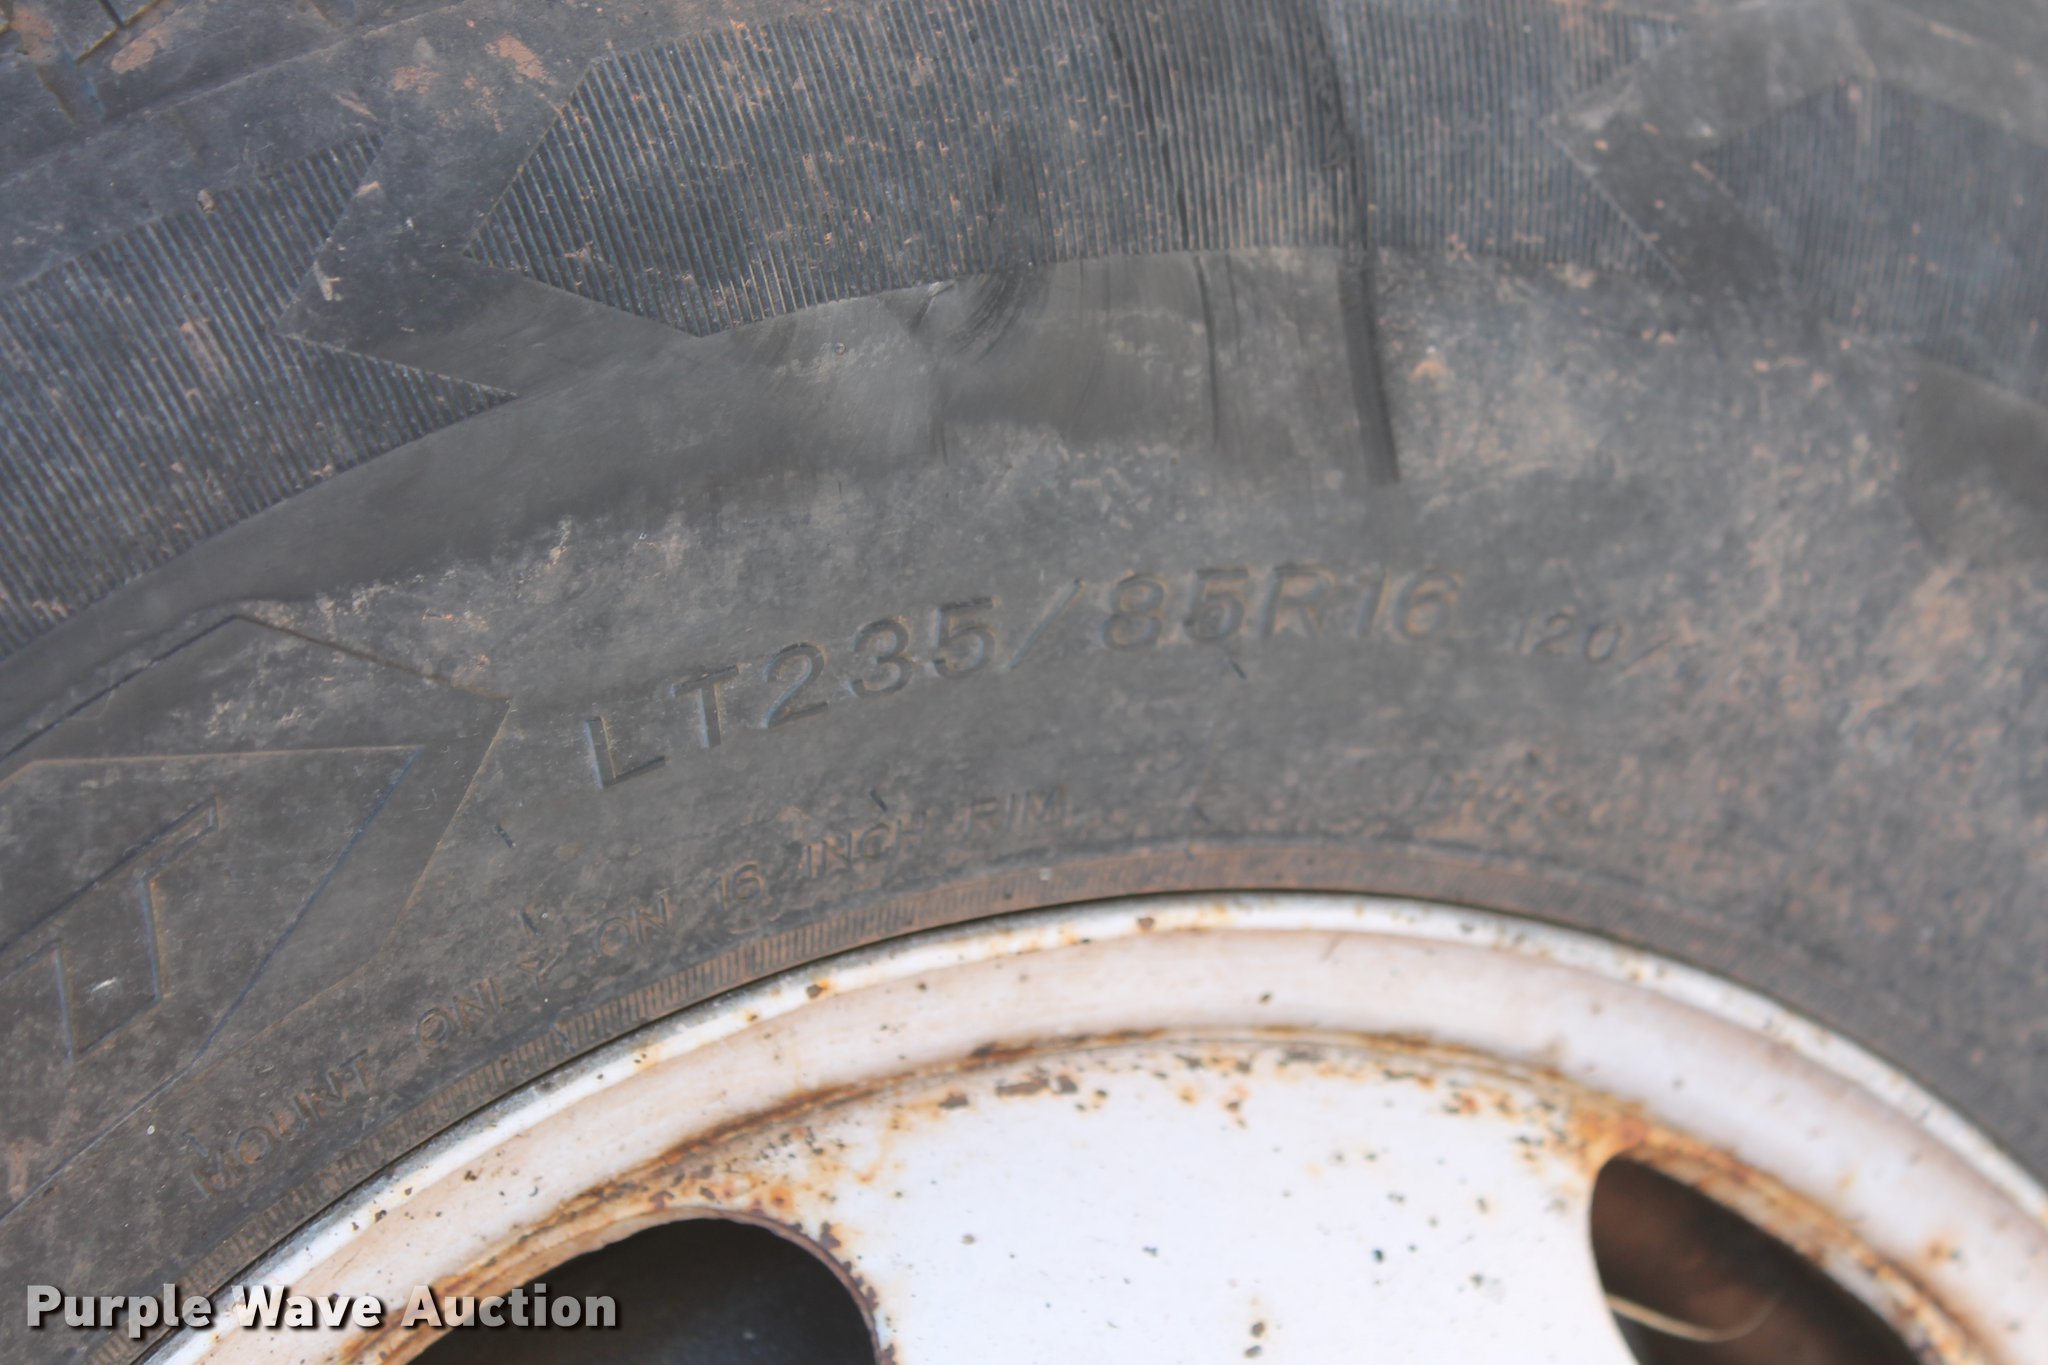 LT235/85R16 120/
MOUNT ONLY ON 16 INCH RIM
Purple Wave Auction